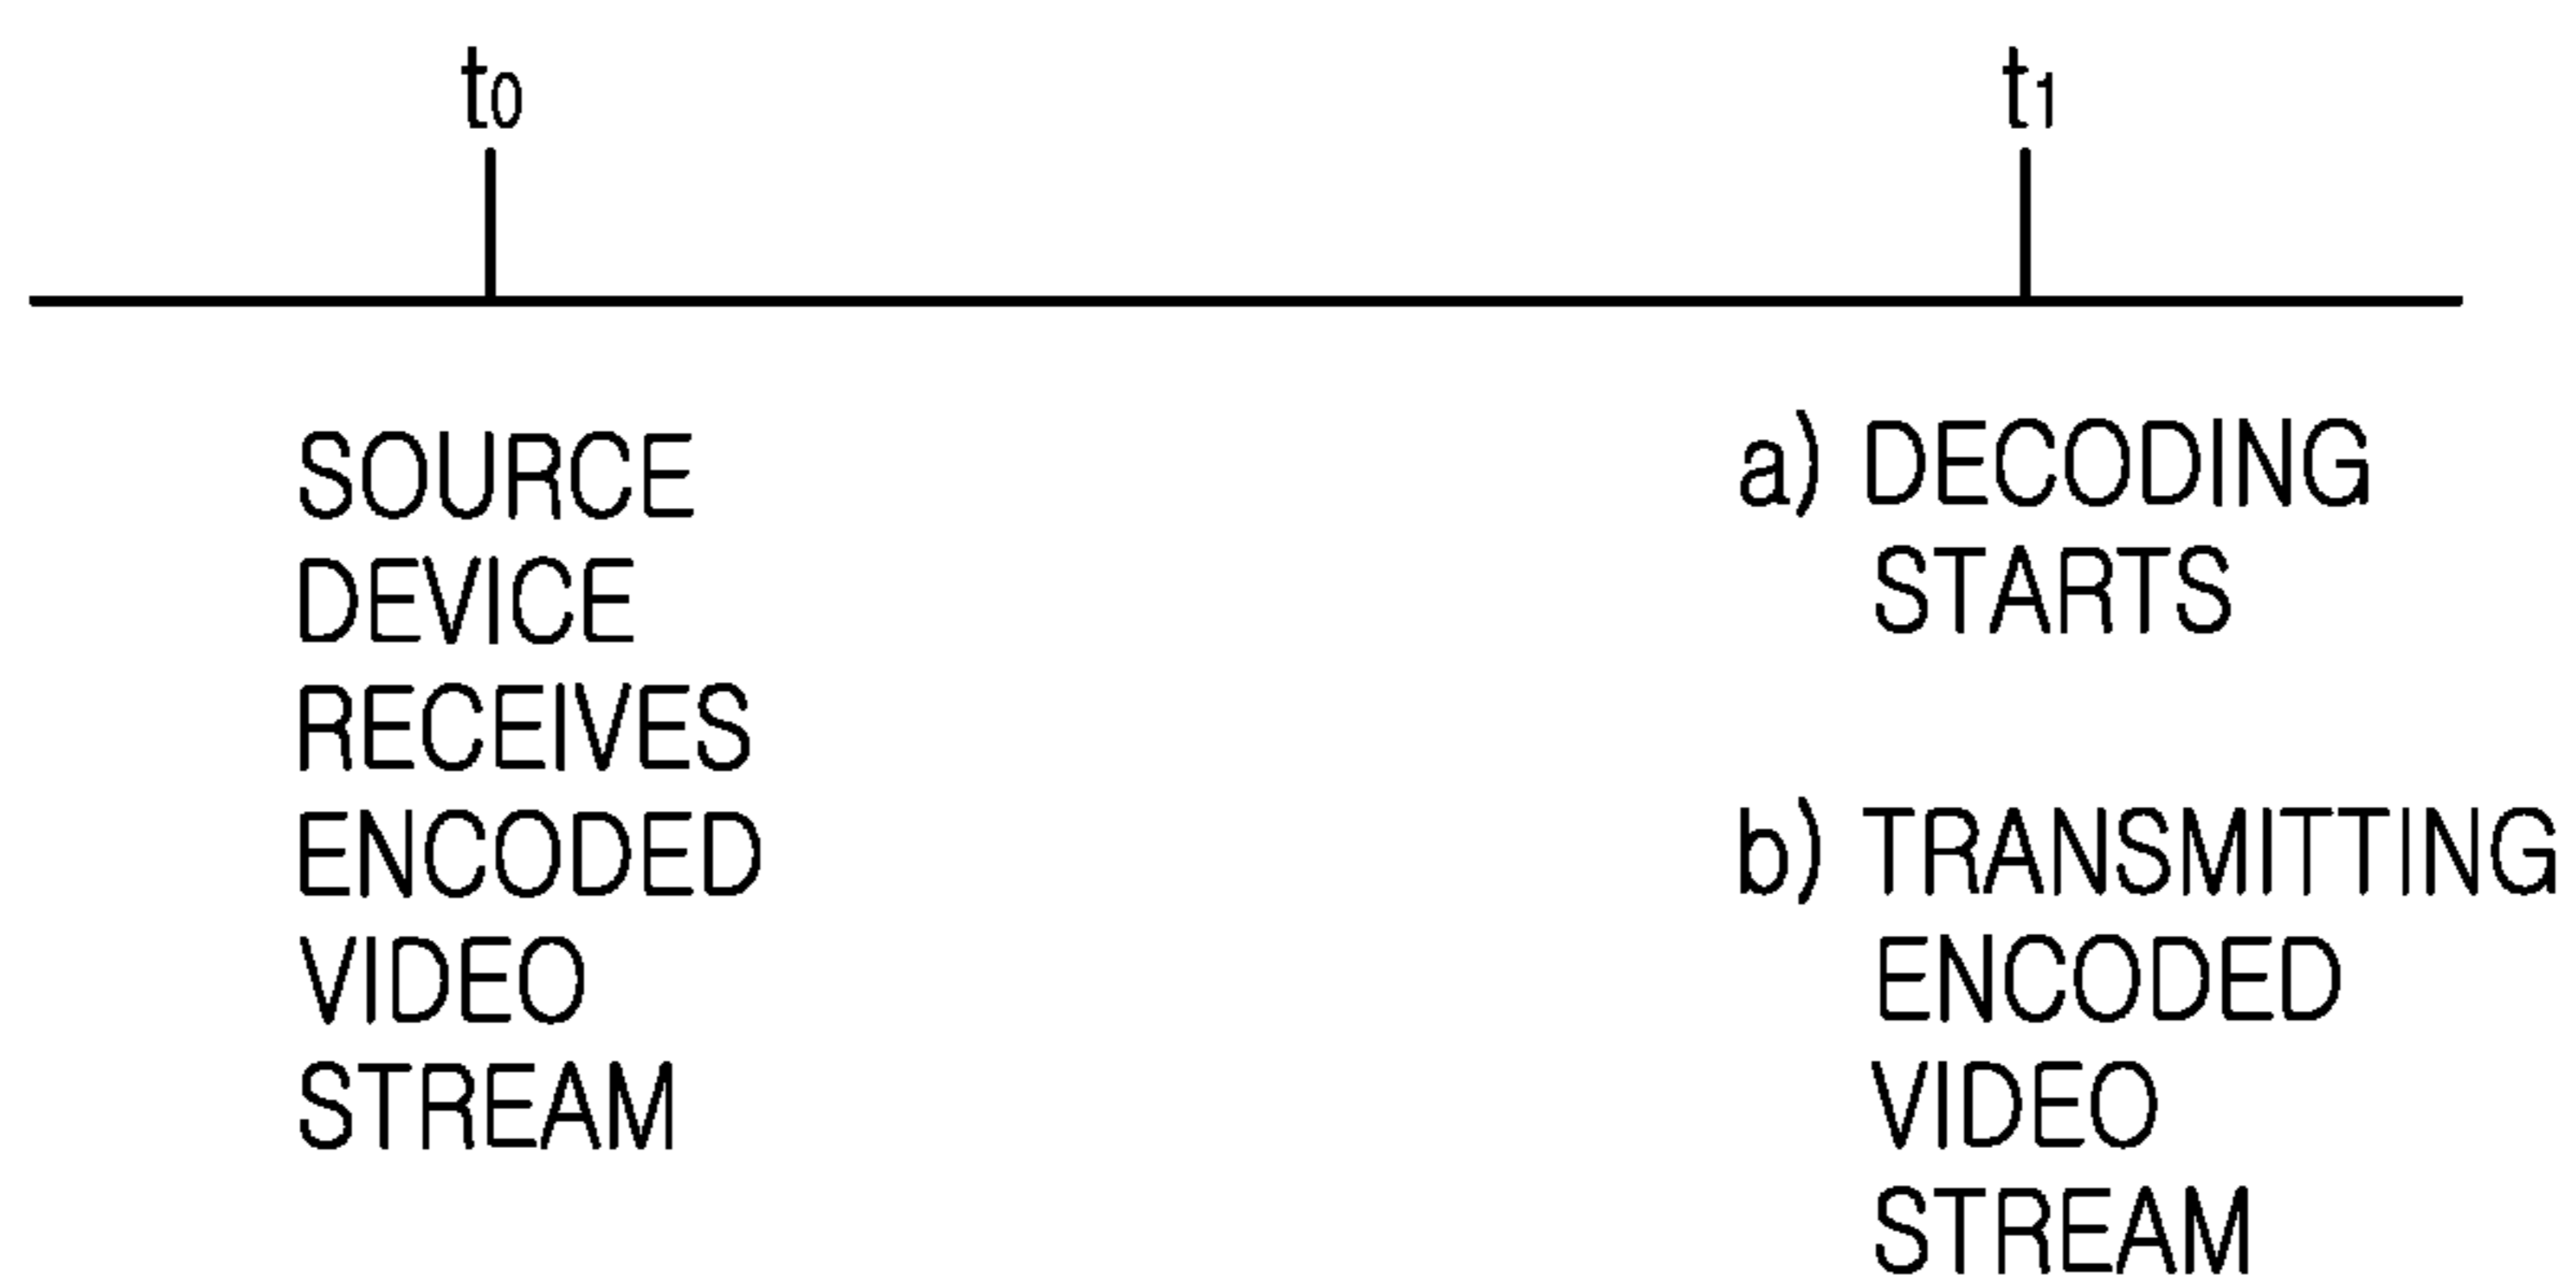 t0
t1
SOURCE
DEVICE
RECEIVES
ENCODED
VIDEO
STREAM
a) DECODING
STARTS
b) TRANSMITTING
ENCODED
VIDEO
STREAM